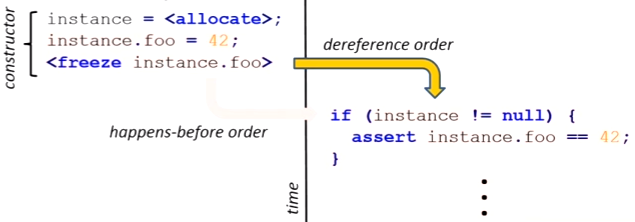 constructor
instance = <allocate>;
instance.foo = 42;
<freeze instance.foo>
dereference order
happens-before order
if (instance != null) {
assert instance.foo == 42;
}
time